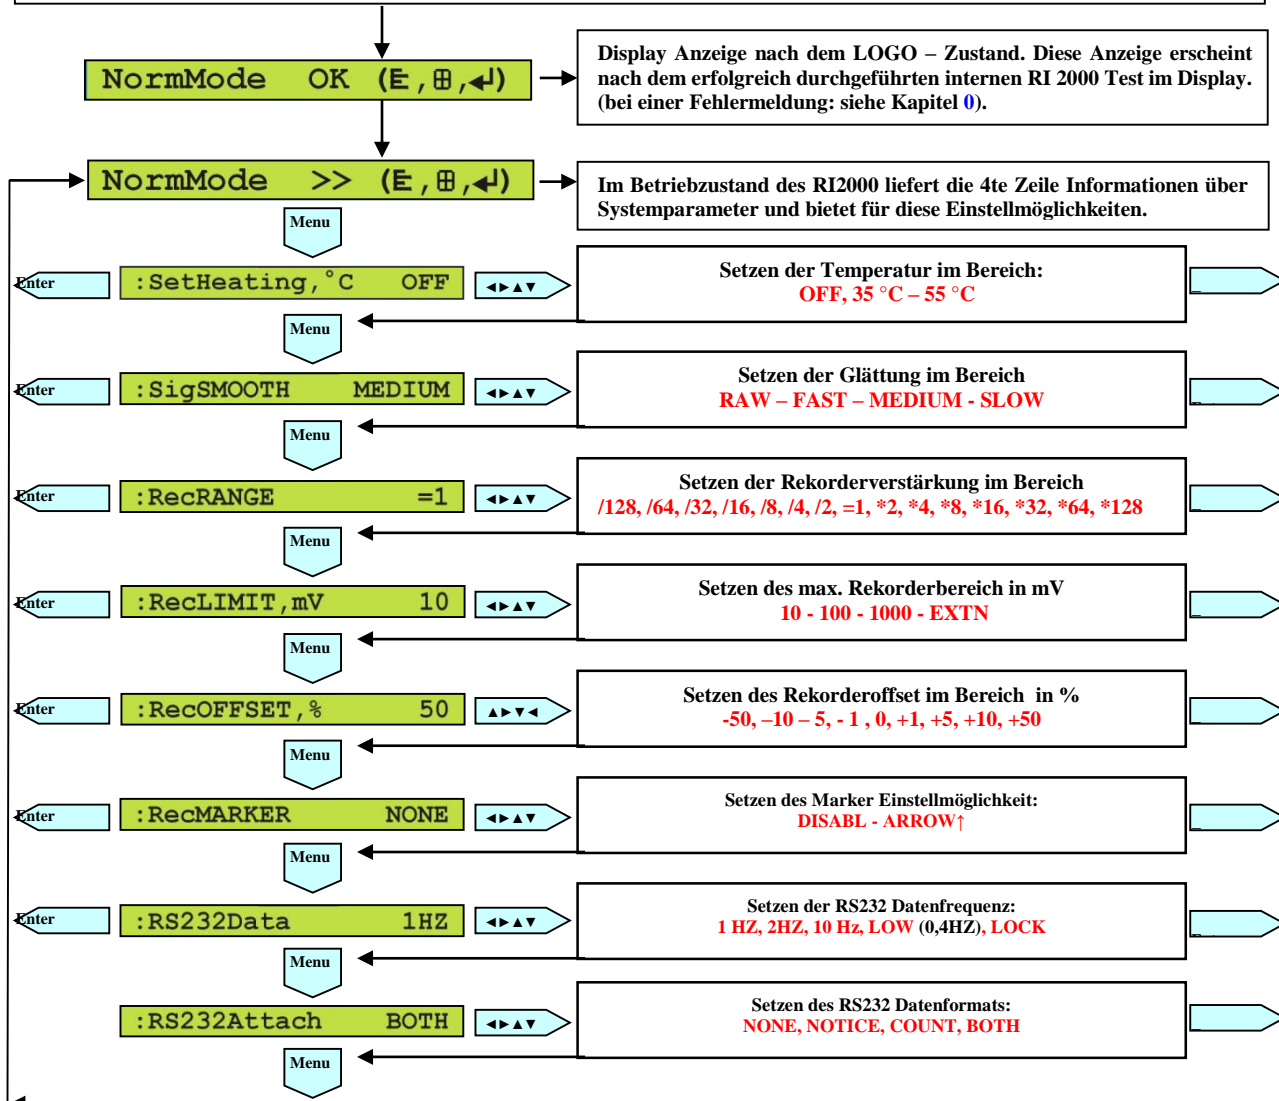 Display Anzeige nach dem LOGO – Zustand. Diese Anzeige erscheint
nach dem erfolgreich durchgeführten internen RI 2000 Test im Display.
(bei einer Fehlermeldung: siehe Kapitel 0).
NormMode OK (E,⊞,↵)
NormMode >> (E,⊞,↵)
Im Betriebzustand des RI2000 liefert die 4te Zeile Informationen über
Systemparameter und bietet für diese Einstellmöglichkeiten.
Menu
Enter
:SetHeating,°C OFF
◄►▲▼
Setzen der Temperatur im Bereich:
OFF, 35 °C – 55 °C
Menu
Enter
:SigSMOOTH MEDIUM
◄►▲▼
Setzen der Glättung im Bereich
RAW – FAST – MEDIUM - SLOW
Menu
Enter
:RecRANGE =1
◄►▲▼
Setzen der Rekorderverstärkung im Bereich
/128, /64, /32, /16, /8, /4, /2, =1, *2, *4, *8, *16, *32, *64, *128
Menu
Enter
:RecLIMIT,mV 10
◄►▲▼
Setzen des max. Rekorderbereich in mV
10 - 100 - 1000 - EXTN
Menu
Enter
:RecOFFSET,% 50
▲►▼◄
Setzen des Rekorderoffset im Bereich in %
-50, –10 – 5, - 1 , 0, +1, +5, +10, +50
Menu
Enter
:RecMARKER NONE
◄►▲▼
Setzen des Marker Einstellmöglichkeit:
DISABL - ARROW↑
Menu
Enter
:RS232Data 1HZ
◄►▲▼
Setzen der RS232 Datenfrequenz:
1 HZ, 2HZ, 10 Hz, LOW (0,4HZ), LOCK
Menu
:RS232Attach BOTH
◄►▲▼
Setzen des RS232 Datenformats:
NONE, NOTICE, COUNT, BOTH
Menu